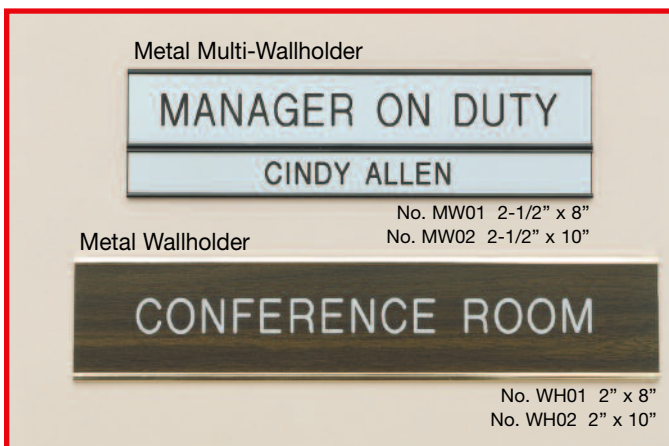 Metal Multi-Wallholder
MANAGER ON DUTY
CINDY ALLEN
No. MW01 2-1/2” x 8”
No. MW02 2-1/2” x 10”
Metal Wallholder
CONFERENCE ROOM
No. WH01 2” x 8”
No. WH02 2” x 10”